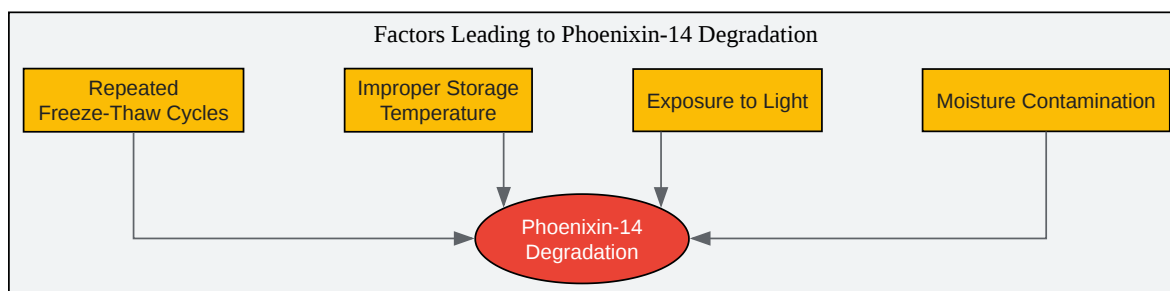 Factors Leading to Phoenixin-14 Degradation
Repeated
Freeze-Thaw Cycles
Improper Storage
Temperature
Exposure to Light
Moisture Contamination
Phoenixin-14
Degradation